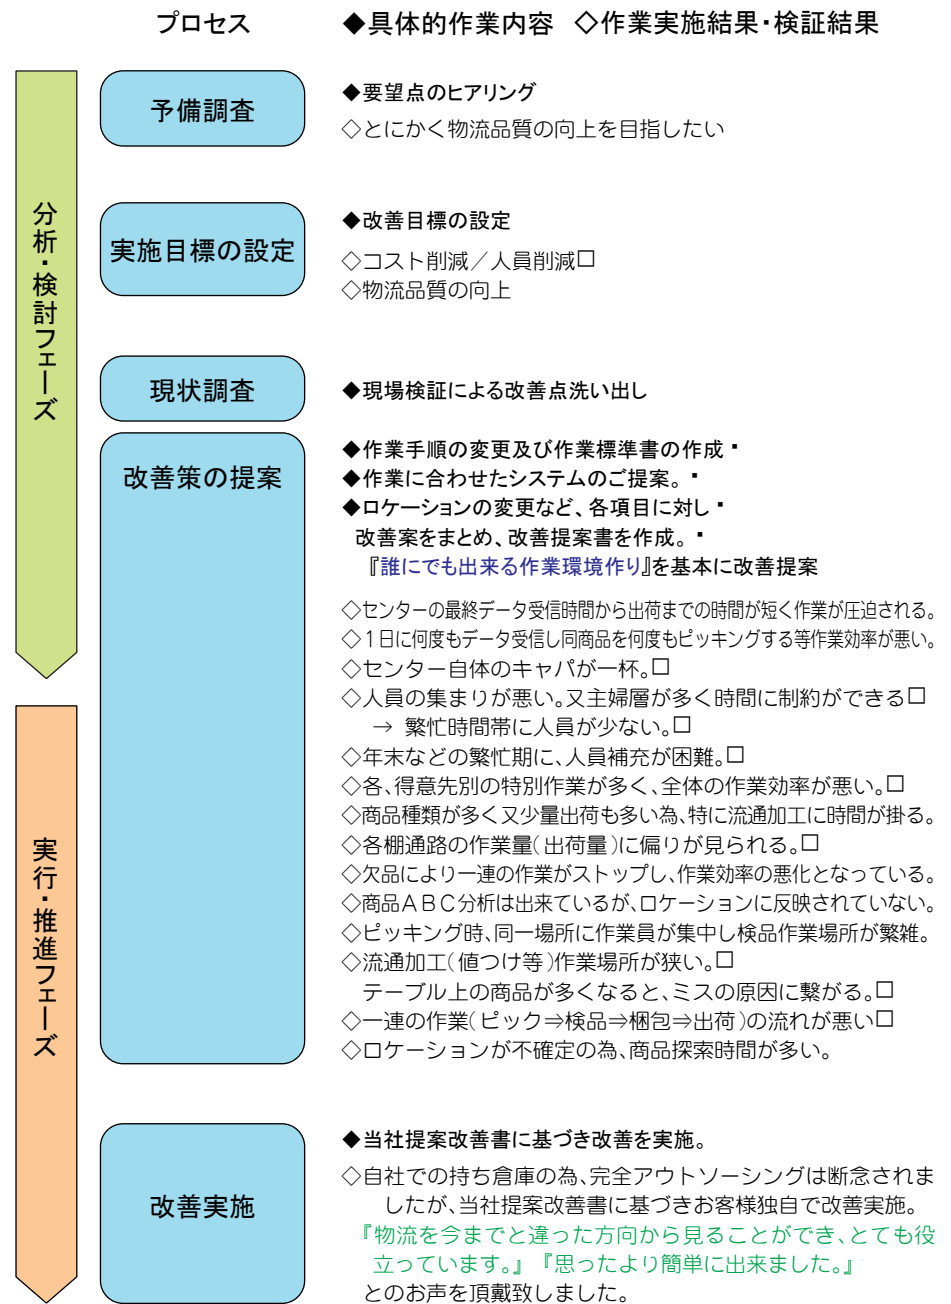 プロセス ◆具体的作業内容 ◇作業実施結果・検証結果
分析・検討フェーズ
予備調査
◆要望点のヒアリング
◇とにかく物流品質の向上を目指したい
実施目標の設定
◆改善目標の設定
◇コスト削減／人員削減□
◇物流品質の向上
現状調査
◆現場検証による改善点洗い出し
改善策の提案
◆作業手順の変更及び作業標準書の作成▪
◆作業に合わせたシステムのご提案。▪
◆ロケーションの変更など、各項目に対し▪
改善案をまとめ、改善提案書を作成。▪
『誰にでも出来る作業環境作り』を基本に改善提案
◇センターの最終データ受信時間から出荷までの時間が短く作業が圧迫される。
◇１日に何度もデータ受信し同商品を何度もピッキングする等作業効率が悪い。
◇センター自体のキャパが一杯。□
◇人員の集まりが悪い。又主婦層が多く時間に制約ができる□
→ 繁忙時間帯に人員が少ない。□
◇年末などの繁忙期に、人員補充が困難。□
◇各、得意先別の特別作業が多く、全体の作業効率が悪い。□
◇商品種類が多く又少量出荷も多い為、特に流通加工に時間が掛る。
◇各棚通路の作業量（出荷量）に偏りが見られる。□
◇欠品により一連の作業がストップし、作業効率の悪化となっている。
◇商品ＡＢＣ分析は出来ているが、ロケーションに反映されていない。
◇ピッキング時、同一場所に作業員が集中し検品作業場所が繁雑。
◇流通加工（値つけ等）作業場所が狭い。□
テーブル上の商品が多くなると、ミスの原因に繋がる。□
◇一連の作業（ピック⇒検品⇒梱包⇒出荷）の流れが悪い□
◇ロケーションが不確定の為、商品探索時間が多い。
実行・推進フェーズ
改善実施
◆当社提案改善書に基づき改善を実施。
◇自社での持ち倉庫の為、完全アウトソーシングは断念されま
したが、当社提案改善書に基づきお客様独自で改善実施。
『物流を今までと違った方向から見ることができ、とても役
立っています。』『思ったより簡単に出来ました。』
とのお声を頂戴致しました。